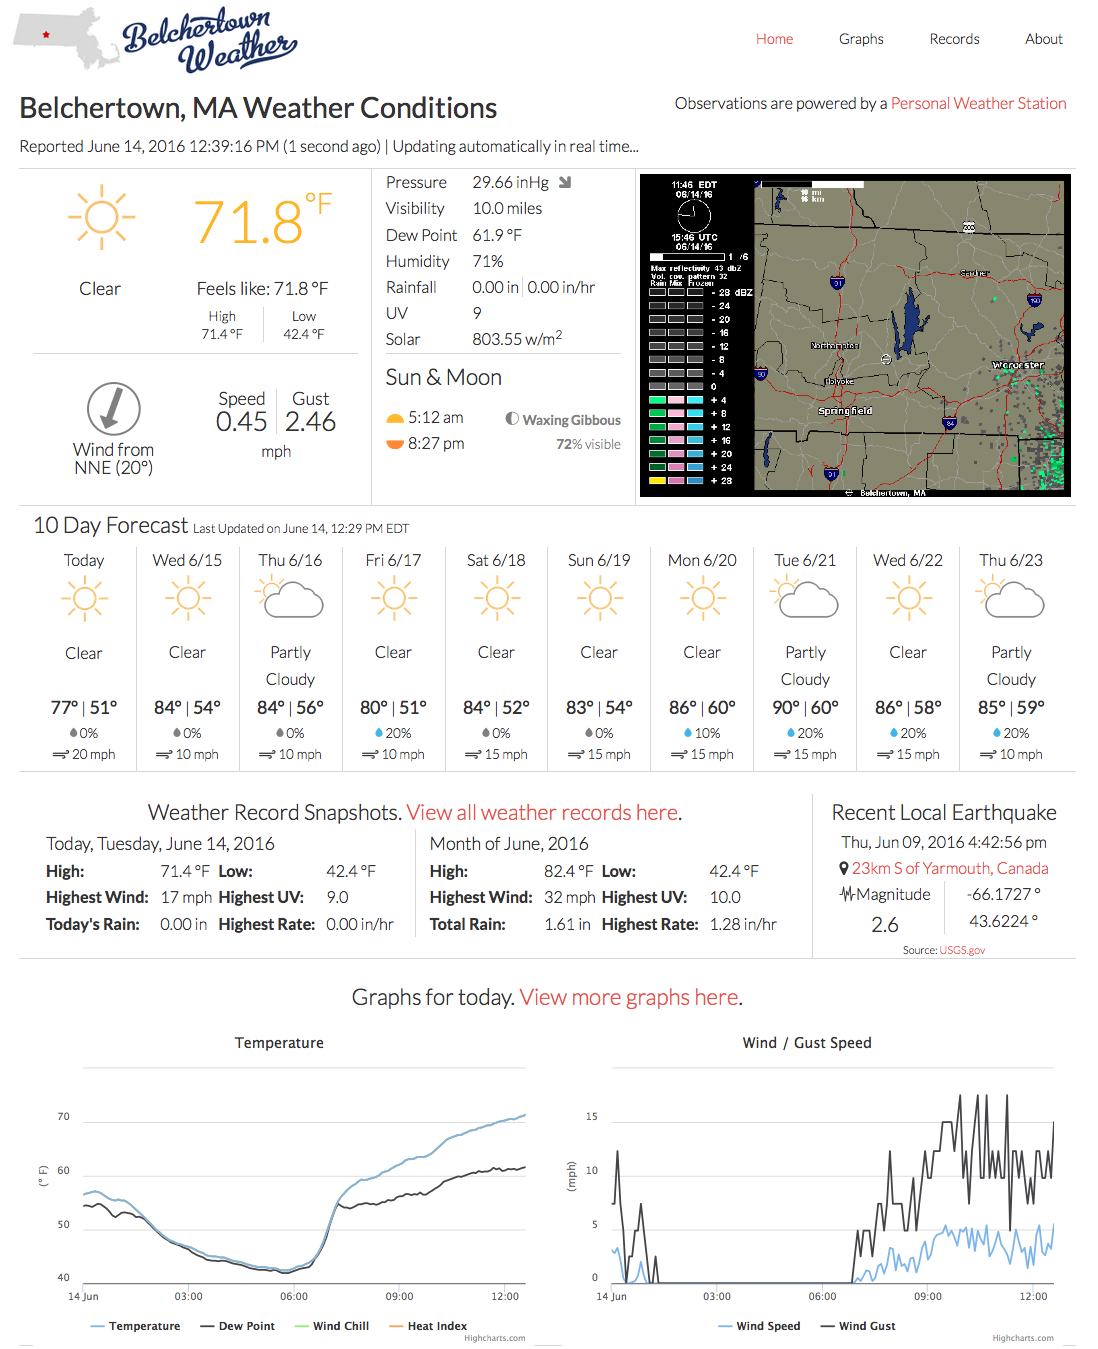 Belchertown
Weather
Home Graphs Records About
Belchertown, MA Weather Conditions
Observations are powered by a Personal Weather Station
Reported June 14, 2016 12:39:16 PM (1 second ago) | Updating automatically in real time...
71.8°F
Clear
Feels like: 71.8 °F
High Low
71.4 °F 42.4 °F
Wind from
NNE (20°)
Speed Gust
0.45 2.46
mph
Pressure 29.66 inHg
Visibility 10.0 miles
Dew Point 61.9 °F
Humidity 71%
Rainfall 0.00 in 0.00 in/hr
UV 9
Solar 803.55 w/m2
Sun & Moon
5:12 am
8:27 pm
Waxing Gibbous
72% visible
11:46 EDT
06/14/16
15:46 UTC
06/14/16
1 /6
Max reflectivity 43 dbZ
Vol. cov. pattern 32
Rain Mix Frozen
- 28 dBZ
- 24
- 20
- 16
- 12
- 8
- 4
0
+ 4
+ 8
+ 12
+ 16
+ 20
+ 24
+ 28
10 mi
16 km
202
Gardner
91
190
Northampton
Worcester
90
Holyoke
Springfield
84
91
Belchertown, MA
10 Day Forecast Last Updated on June 14, 12:29 PM EDT
Today Wed 6/15 Thu 6/16 Fri 6/17 Sat 6/18 Sun 6/19 Mon 6/20 Tue 6/21 Wed 6/22 Thu 6/23
Clear Clear Partly Cloudy Clear Clear Clear Clear Partly Cloudy Clear Partly Cloudy
77° | 51° 84° | 54° 84° | 56° 80° | 51° 84° | 52° 83° | 54° 86° | 60° 90° | 60° 86° | 58° 85° | 59°
0% 0% 0% 20% 0% 0% 10% 20% 20% 20%
20 mph 10 mph 10 mph 10 mph 15 mph 15 mph 15 mph 15 mph 15 mph 10 mph
Weather Record Snapshots. View all weather records here.
Today, Tuesday, June 14, 2016
High: 71.4 °F Low: 42.4 °F
Highest Wind: 17 mph Highest UV: 9.0
Today's Rain: 0.00 in Highest Rate: 0.00 in/hr
Month of June, 2016
High: 82.4 °F Low: 42.4 °F
Highest Wind: 32 mph Highest UV: 10.0
Total Rain: 1.61 in Highest Rate: 1.28 in/hr
Recent Local Earthquake
Thu, Jun 09, 2016 4:42:56 pm
23km S of Yarmouth, Canada
Magnitude -66.1727 °
2.6 43.6224 °
Source: USGS.gov
Graphs for today. View more graphs here.
Temperature
(° F)
70
60
50
40
14 Jun 03:00 06:00 09:00 12:00
Temperature Dew Point Wind Chill Heat Index
Highcharts.com
Wind / Gust Speed
(mph)
15
10
5
0
14 Jun 03:00 06:00 09:00 12:00
Wind Speed Wind Gust
Highcharts.com